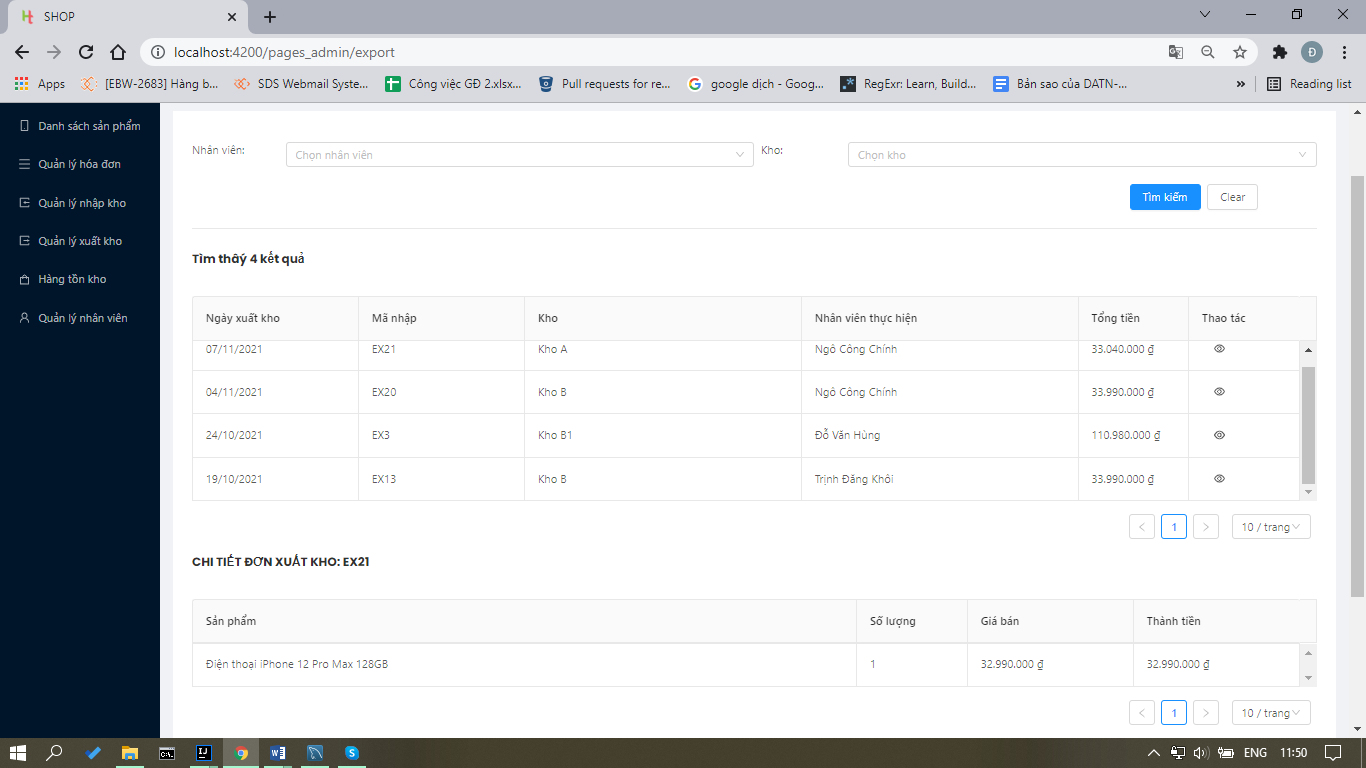 SHOP
localhost:4200/pages_admin/export
Đ
Apps [EBW-2683] Hàng b... SDS Webmail Syste... Công việc GĐ 2.xlsx... Pull requests for re... google dịch - Goog... RegExr: Learn, Build... Bản sao của DATN-... » Reading list
Danh sách sản phẩm
Quản lý hóa đơn
Quản lý nhập kho
Quản lý xuất kho
Hàng tồn kho
Quản lý nhân viên
Nhân viên: Chọn nhân viên Kho: Chọn kho
Tìm kiếm Clear
Tìm thấy 4 kết quả
Ngày xuất kho Mã nhập Kho Nhân viên thực hiện Tổng tiền Thao tác
07/11/2021 EX21 Kho A Ngô Công Chính 33.040.000 ₫
04/11/2021 EX20 Kho B Ngô Công Chính 33.990.000 ₫
24/10/2021 EX3 Kho B1 Đỗ Văn Hùng 110.980.000 ₫
19/10/2021 EX13 Kho B Trịnh Đăng Khôi 33.990.000 ₫
1 10 / trang
CHI TIẾT ĐƠN XUẤT KHO: EX21
Sản phẩm Số lượng Giá bán Thành tiền
Điện thoại iPhone 12 Pro Max 128GB 1 32.990.000 ₫ 32.990.000 ₫
1 10 / trang
ENG 11:50